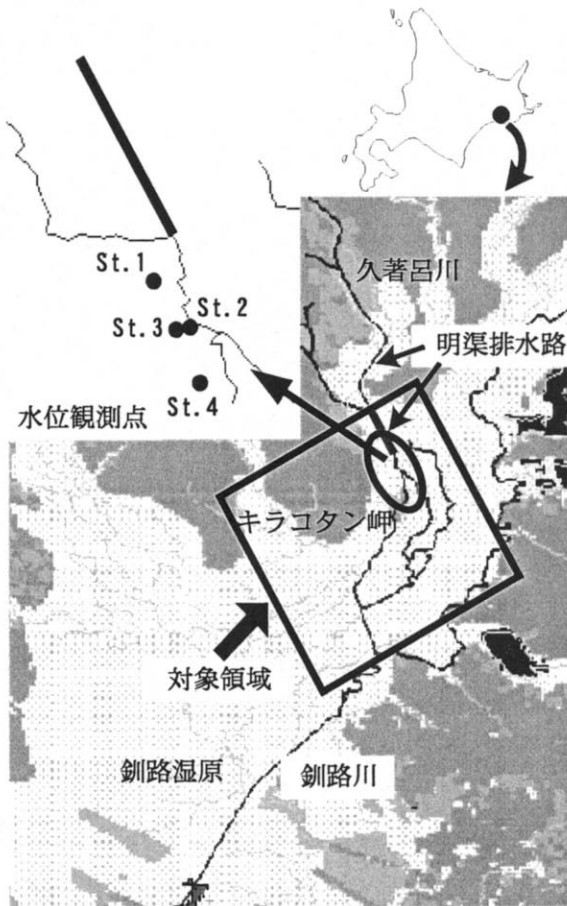 St.1
St.2
St.3
St.4
水位観測点
久著呂川
明渠排水路
キラコタン岬
対象領域
釧路湿原
釧路川